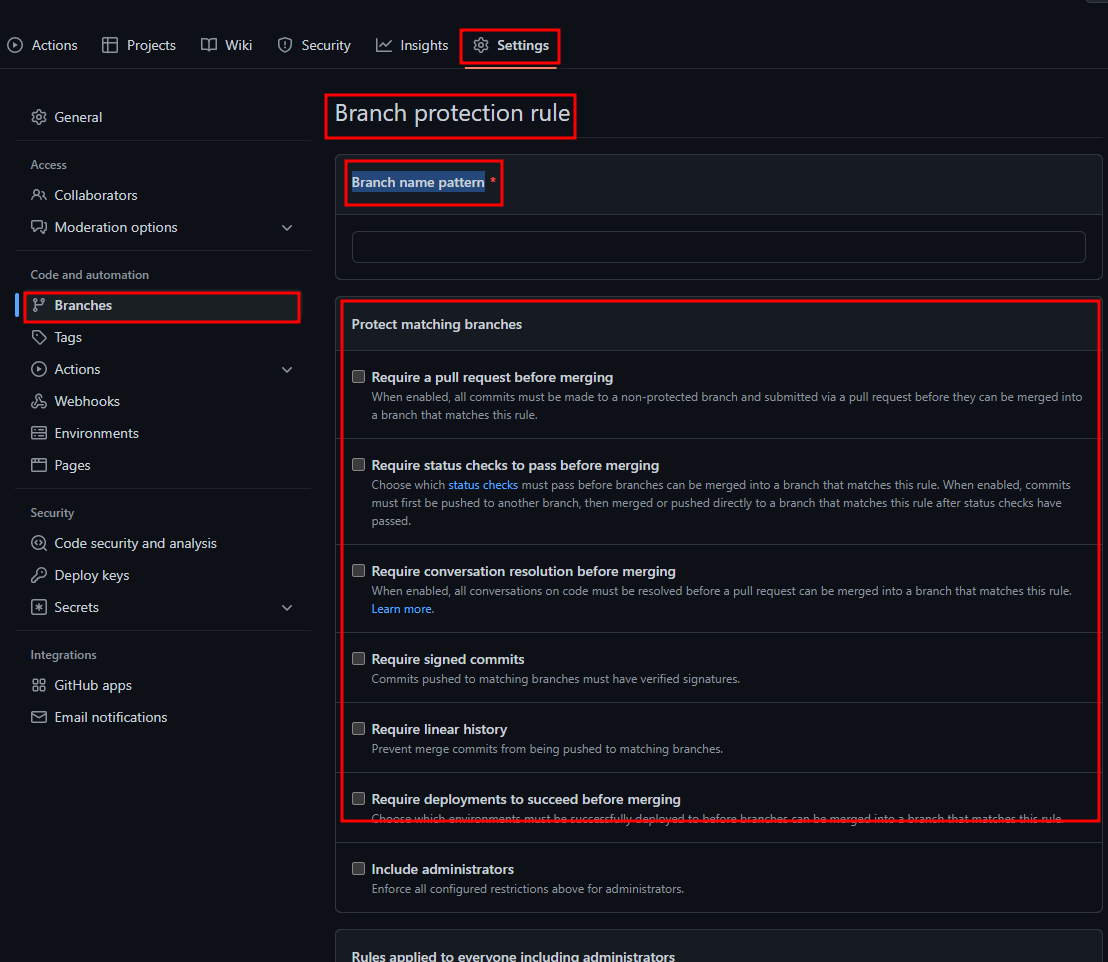 Actions
Projects
Wiki
Security
Insights
Settings
General
Access
Collaborators
Moderation options
Code and automation
Branches
Tags
Actions
Webhooks
Environments
Pages
Security
Code security and analysis
Deploy keys
Secrets
Integrations
GitHub apps
Email notifications
Branch protection rule
Branch name pattern *
Protect matching branches
Require a pull request before merging
When enabled, all commits must be made to a non-protected branch and submitted via a pull request before they can be merged into
a branch that matches this rule.
Require status checks to pass before merging
Choose which status checks must pass before branches can be merged into a branch that matches this rule. When enabled, commits
must first be pushed to another branch, then merged or pushed directly to a branch that matches this rule after status checks have
passed.
Require conversation resolution before merging
When enabled, all conversations on code must be resolved before a pull request can be merged into a branch that matches this rule.
Learn more.
Require signed commits
Commits pushed to matching branches must have verified signatures.
Require linear history
Prevent merge commits from being pushed to matching branches.
Require deployments to succeed before merging
Choose which environments must be successfully deployed to before branches can be merged into a branch that matches this rule.
Include administrators
Enforce all configured restrictions above for administrators.
Rules applied to everyone including administrators